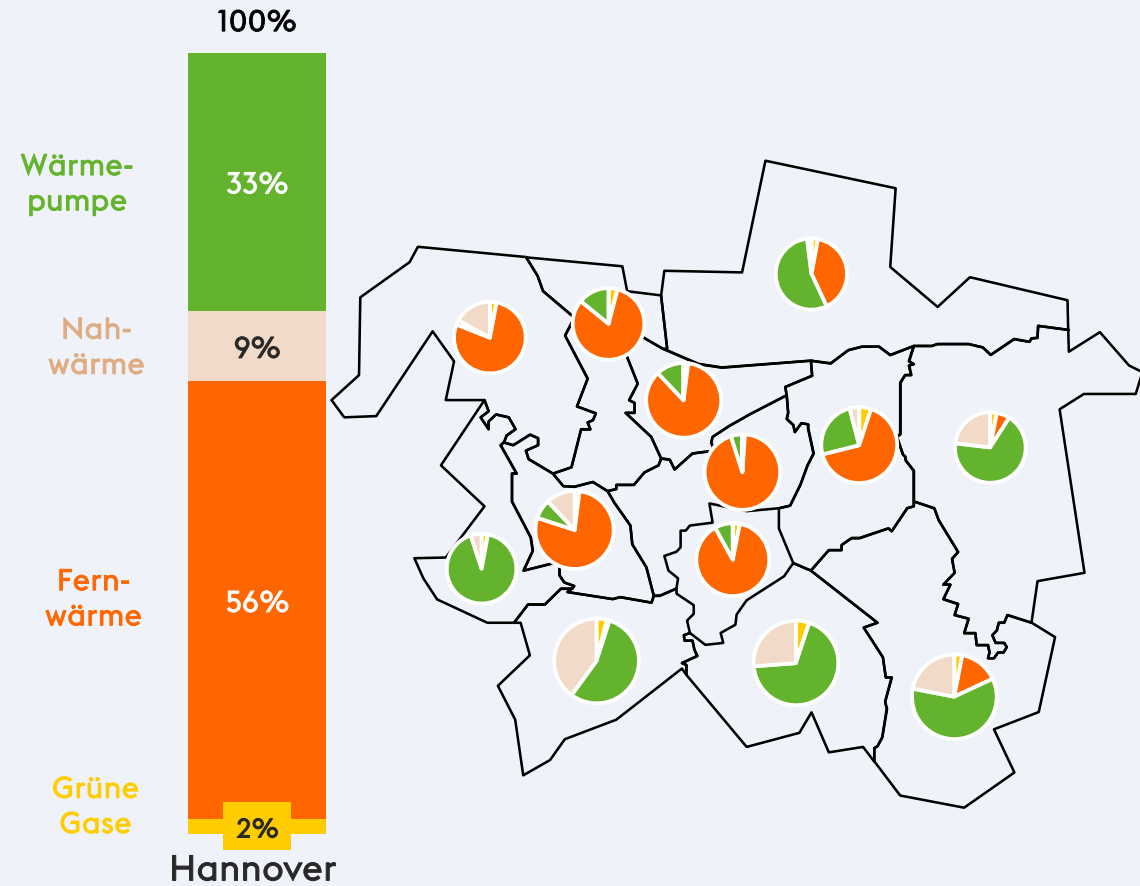 100%
Wärme-
pumpe
33%
Nah-
wärme
9%
Fern-
wärme
56%
Grüne
Gase
2%
Hannover